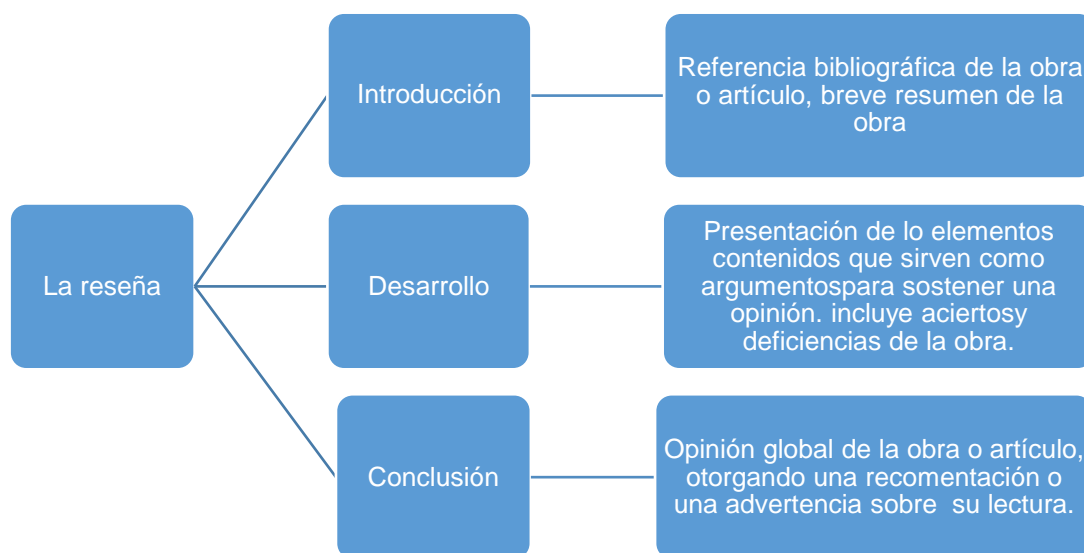 La reseña
Introducción
Referencia bibliográfica de la obra
o artículo, breve resumen de la
obra
Desarrollo
Presentación de lo elementos
contenidos que sirven como
argumentospara sostener una
opinión. incluye aciertosy
deficiencias de la obra.
Conclusión
Opinión global de la obra o artículo,
otorgando una recomentación o
una advertencia sobre  su lectura.